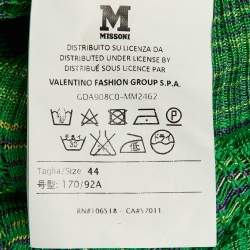 M
MISSONI
DISTRIBUITO SU LICENZA DA
DISTRIBUTED UNDER LICENSE BY
DISTRIBUÉ SOUS LICENCE PAR
VALENTINO FASHION GROUP S.P.A.
GDA908C0-MM2462
Taglia/Size 44
号型: 170/92A
RN#106518 - CA#57011